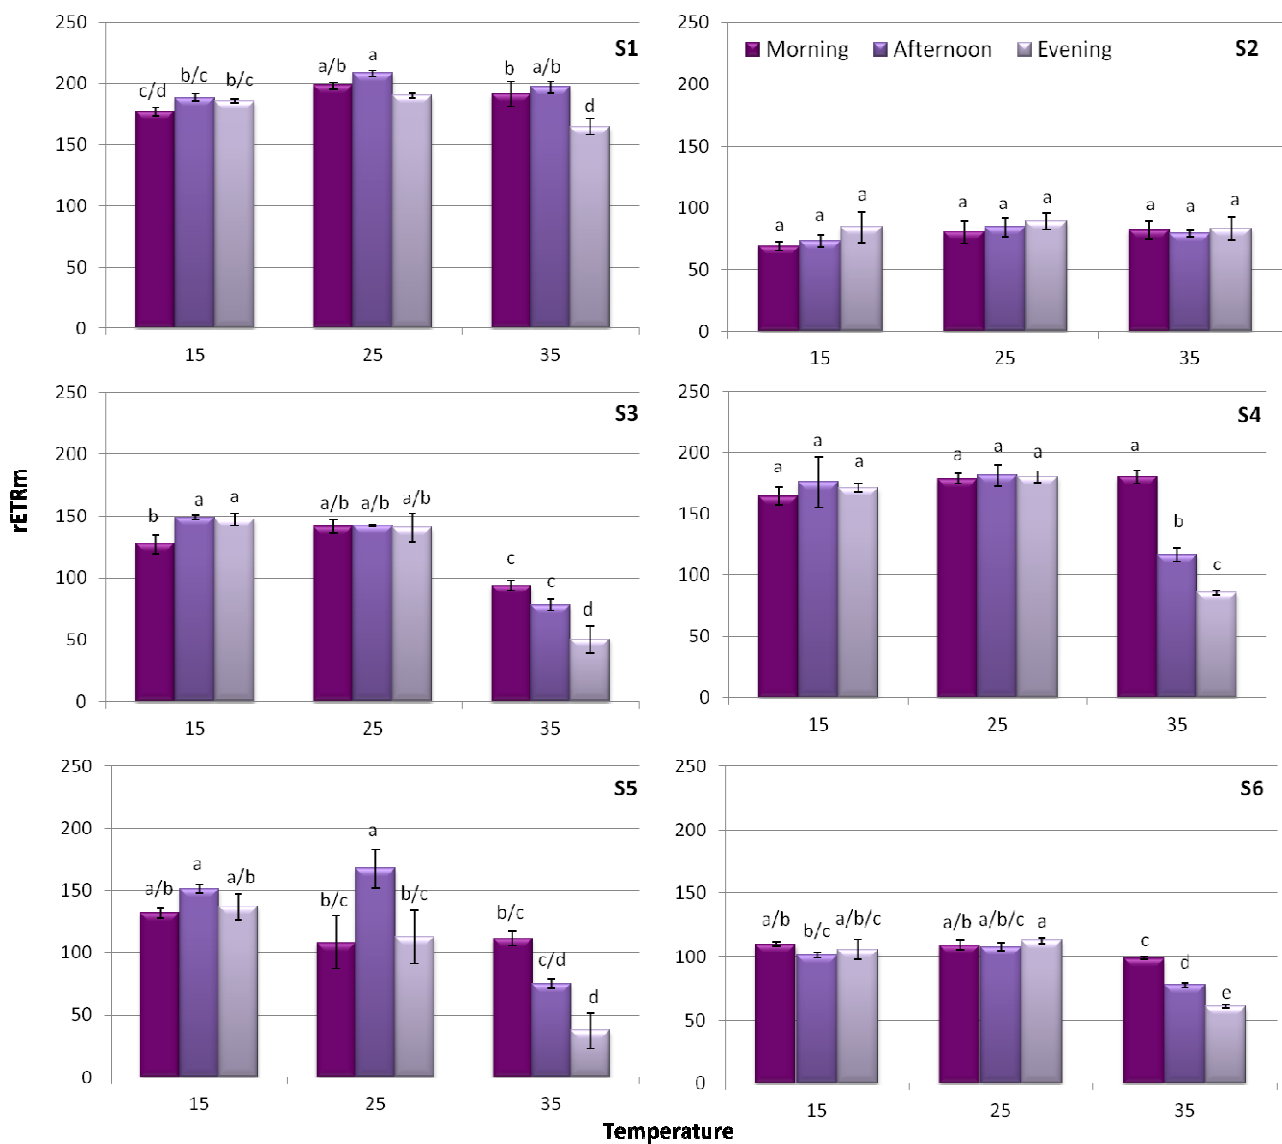 250
S1
a
a/b
b
a/b
b/c
b/c
200
c/d
d
150
100
50
0
15
25
35
250
Morning
Afternoon
Evening
S2
200
150
100
a
a
a
a
a
a
a
a
a
50
0
15
25
35
250
S3
200
150
b
a
a
a/b
a/b
a/b
100
c
c
d
50
0
15
25
35
250
S4
200
a
a
a
a
a
a
a
150
b
c
100
50
0
15
25
35
rETRm
250
S5
200
a
150
a/b
a
a/b
b/c
b/c
b/c
100
c/d
d
50
0
15
25
35
250
S6
200
150
a/b
b/c
a/b/c
a/b
a/b/c
a
c
100
d
e
50
0
15
25
35
Temperature